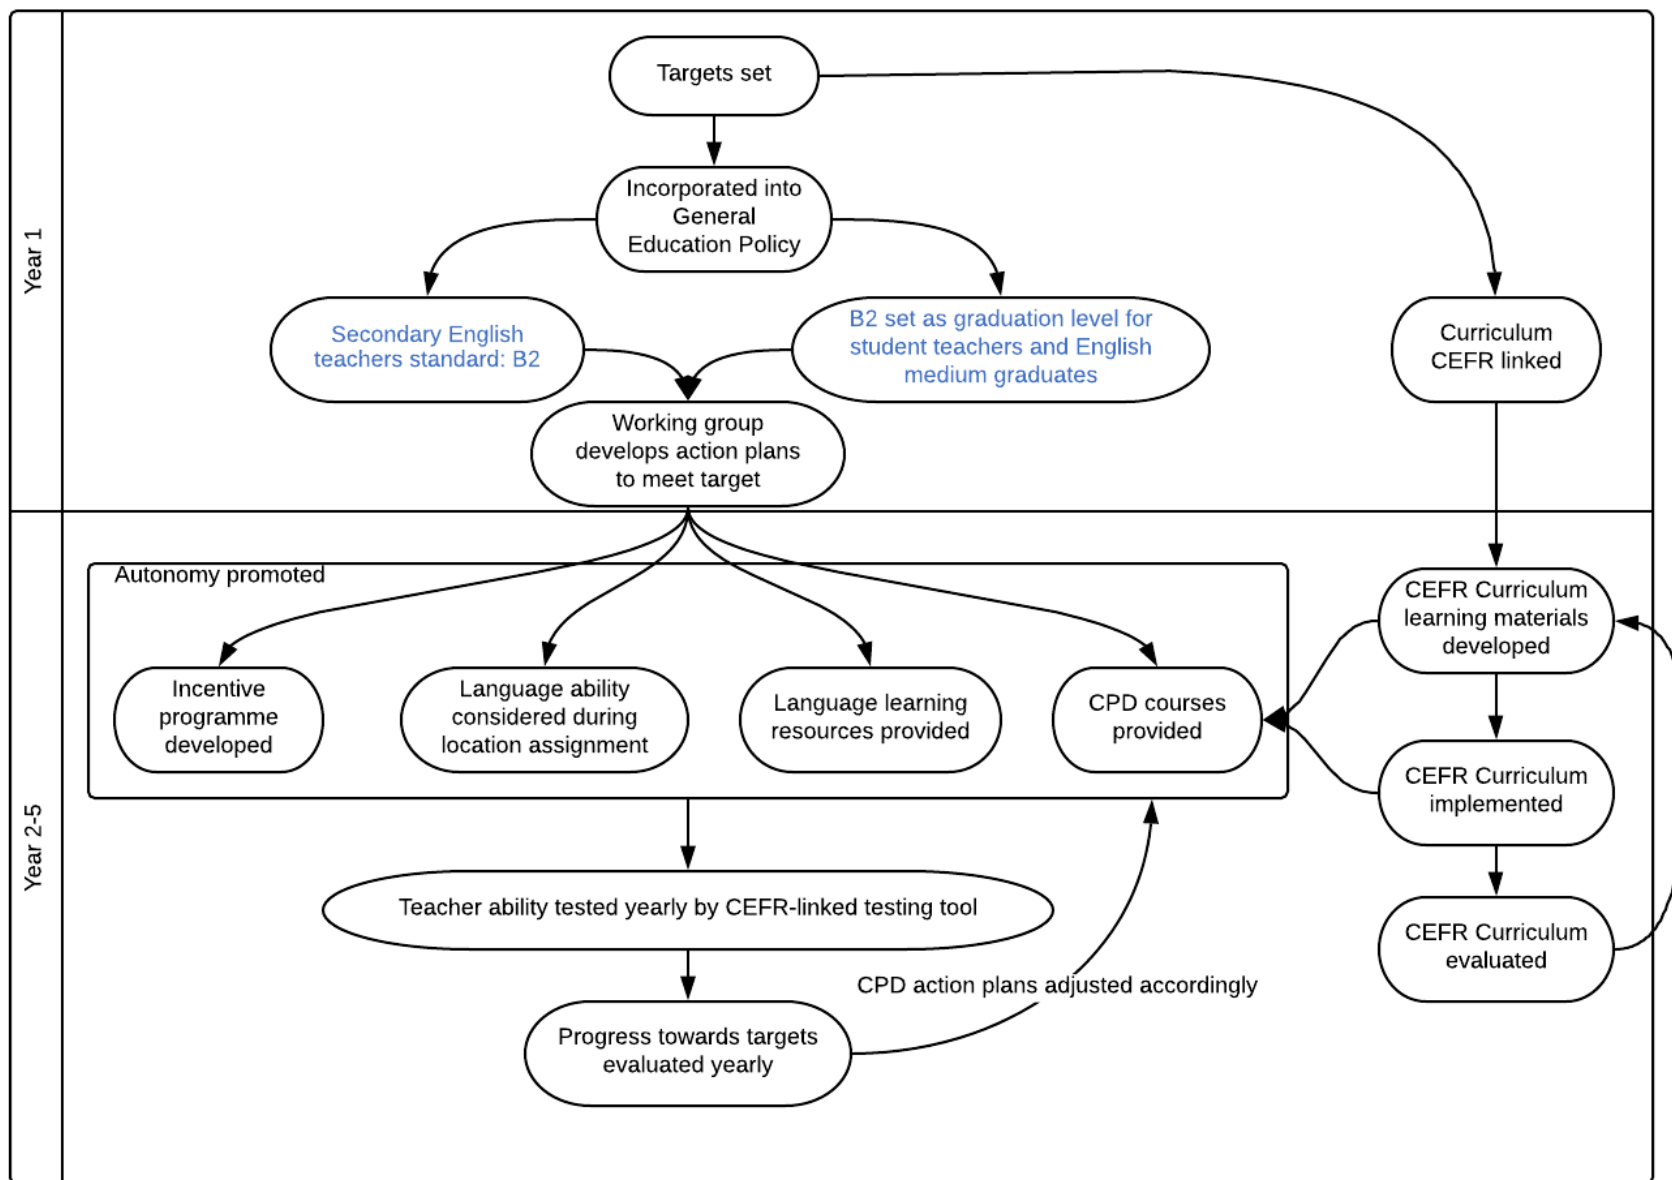 Targets set
Incorporated into
General
Education Policy
Year 1
Secondary English
teachers standard: B2
B2 set as graduation level for
student teachers and English
medium graduates
Curriculum
CEFR linked
Working group
develops action plans
to meet target
Autonomy promoted
CEFR Curriculum
learning materials
developed
Incentive
programme
developed
Language ability
considered during
location assignment
Language learning
resources provided
CPD courses
provided
CEFR Curriculum
implemented
Year 2-5
Teacher ability tested yearly by CEFR-linked testing tool
CEFR Curriculum
evaluated
CPD action plans adjusted accordingly
Progress towards targets
evaluated yearly